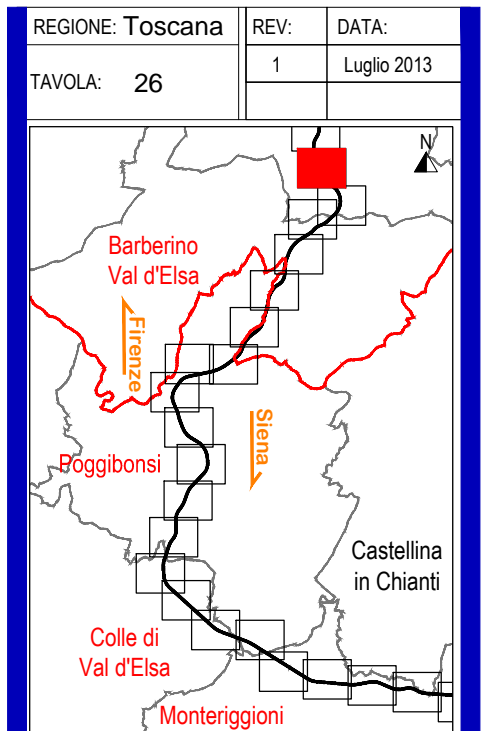 REGIONE: Toscana
REV:
DATA:
TAVOLA: 26
1
Luglio 2013
N
Barberino
Val d'Elsa
Firenze
Siena
Poggibonsi
Castellina
in Chianti
Colle di
Val d'Elsa
Monteriggioni